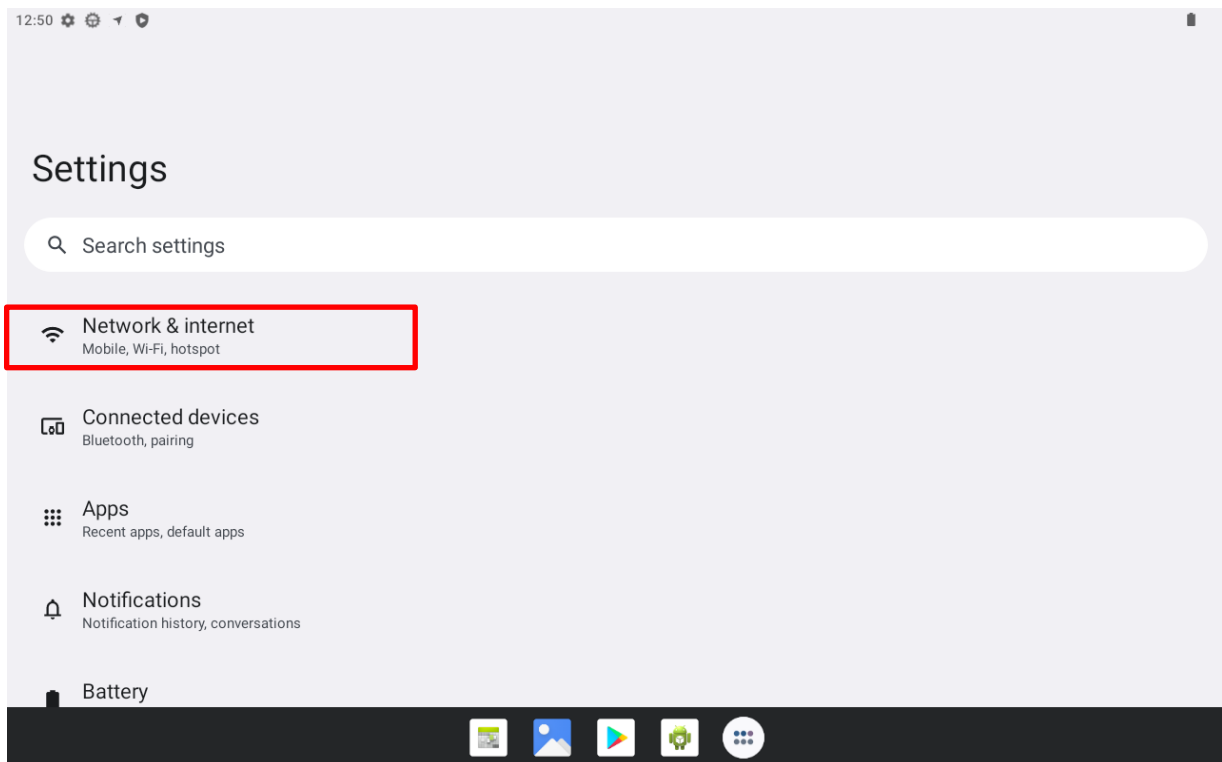 12:50
Settings
Search settings
Network & internet
Mobile, Wi-Fi, hotspot
Connected devices
Bluetooth, pairing
Apps
Recent apps, default apps
Notifications
Notification history, conversations
Battery